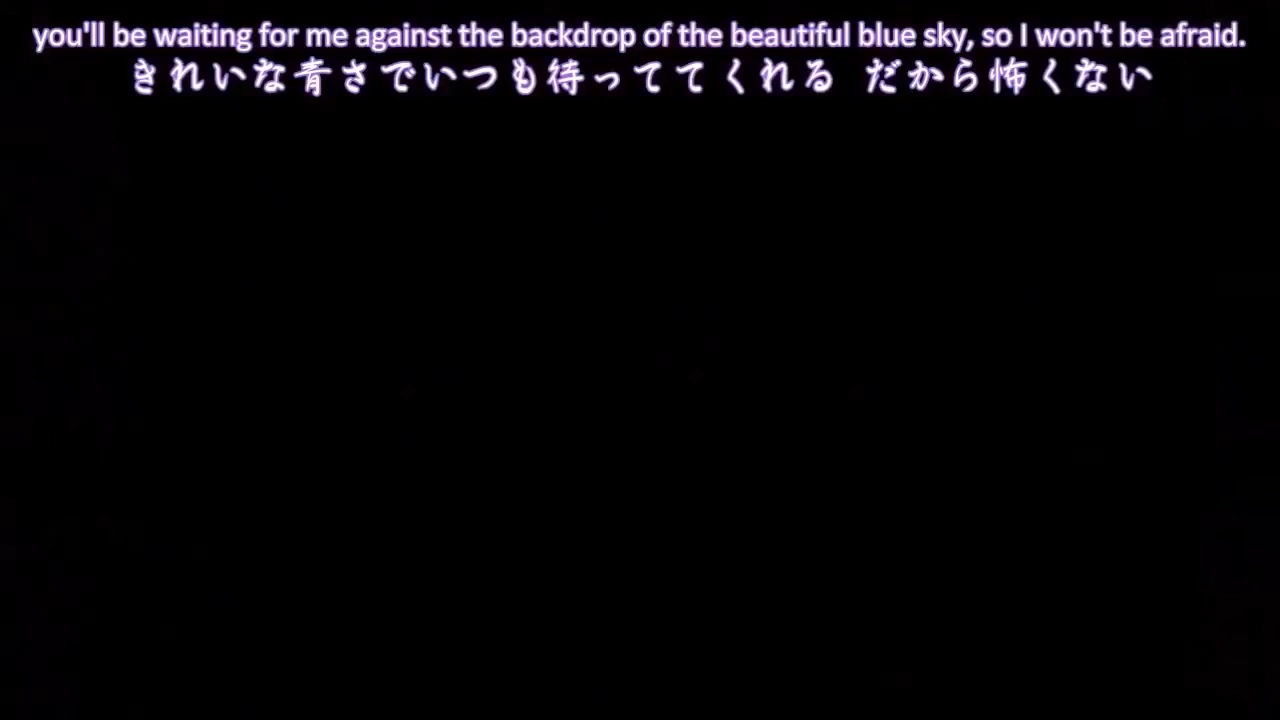 you'll be waiting for me against the backdrop of the beautiful blue sky, so I won't be afraid.
きれいな青さでいつも待っててくれる だから怖くない